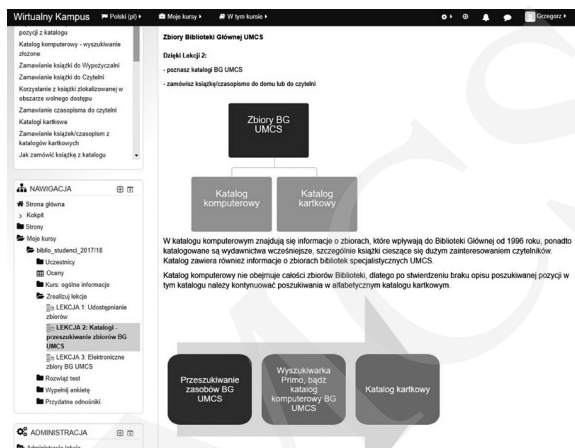 Wirtualny Kampus Polski (pl) Moje kursy W tym kursie Grzegorz
pozycji z katalogu
Katalog komputerowy - wyszukiwanie
złożone
Zamawianie książki do Wypożyczalni
Zamawianie książki do Czytelni
Korzystanie z książki zlokalizowanej w
obszarze wolnego dostępu
Zamawianie czasopisma do czytelni
Katalogi kartkowe
Zamawianie książek/czasopism z
katalogów kartkowych
Jak zamówić książkę z katalogu
NAWIGACJA
Strona główna
Kokpit
Strony
Moje kursy
biblio_studenci_2017/18
Uczestnicy
Oceny
Kurs: ogólne informacje
Zrealizuj lekcje
LEKCJA 1: Udostępnianie
zbiorów
LEKCJA 2: Katalogi -
przeszukiwanie zbiorów BG
UMCS
LEKCJA 3: Elektroniczne
zbiory BG UMCS
Rozwiąż test
Wypełnij ankietę
Przydatne odnośniki
ADMINISTRACJA
Administracja lekcją
Zbiory Biblioteki Głównej UMCS
Dzięki Lekcji 2:
- poznasz katalogi BG UMCS
- zamówisz książkę/czasopismo do domu lub do czytelni
Zbiory BG
UMCS
Katalog
komputerowy
Katalog
kartkowy
W katalogu komputerowym znajdują się informacje o zbiorach, które wpływają do Biblioteki Głównej od 1996 roku, ponadto
katalogowane są wydawnictwa wcześniejsze, szczególnie książki cieszące się dużym zainteresowaniem czytelników.
Katalog zawiera również informacje o zbiorach bibliotek specjalistycznych UMCS.
Katalog komputerowy nie obejmuje całości zbiorów Biblioteki, dlatego po stwierdzeniu braku opisu poszukiwanej pozycji w
tym katalogu należy kontynuować poszukiwania w alfabetycznym katalogu kartkowym.
Przeszukiwanie
zasobów BG
UMCS
Wyszukiwarka
Primo, bądź
katalog
komputerowy BG
UMCS
Katalog kartkowy